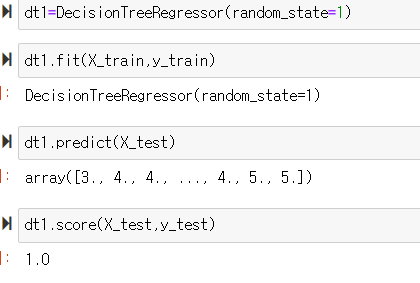 dt1=DecisionTreeRegressor(random_state=1)
dt1.fit(X_train,y_train)
DecisionTreeRegressor(random_state=1)
dt1.predict(X_test)
array([3., 4., 4., ..., 4., 5., 5.])
dt1.score(X_test,y_test)
1.0